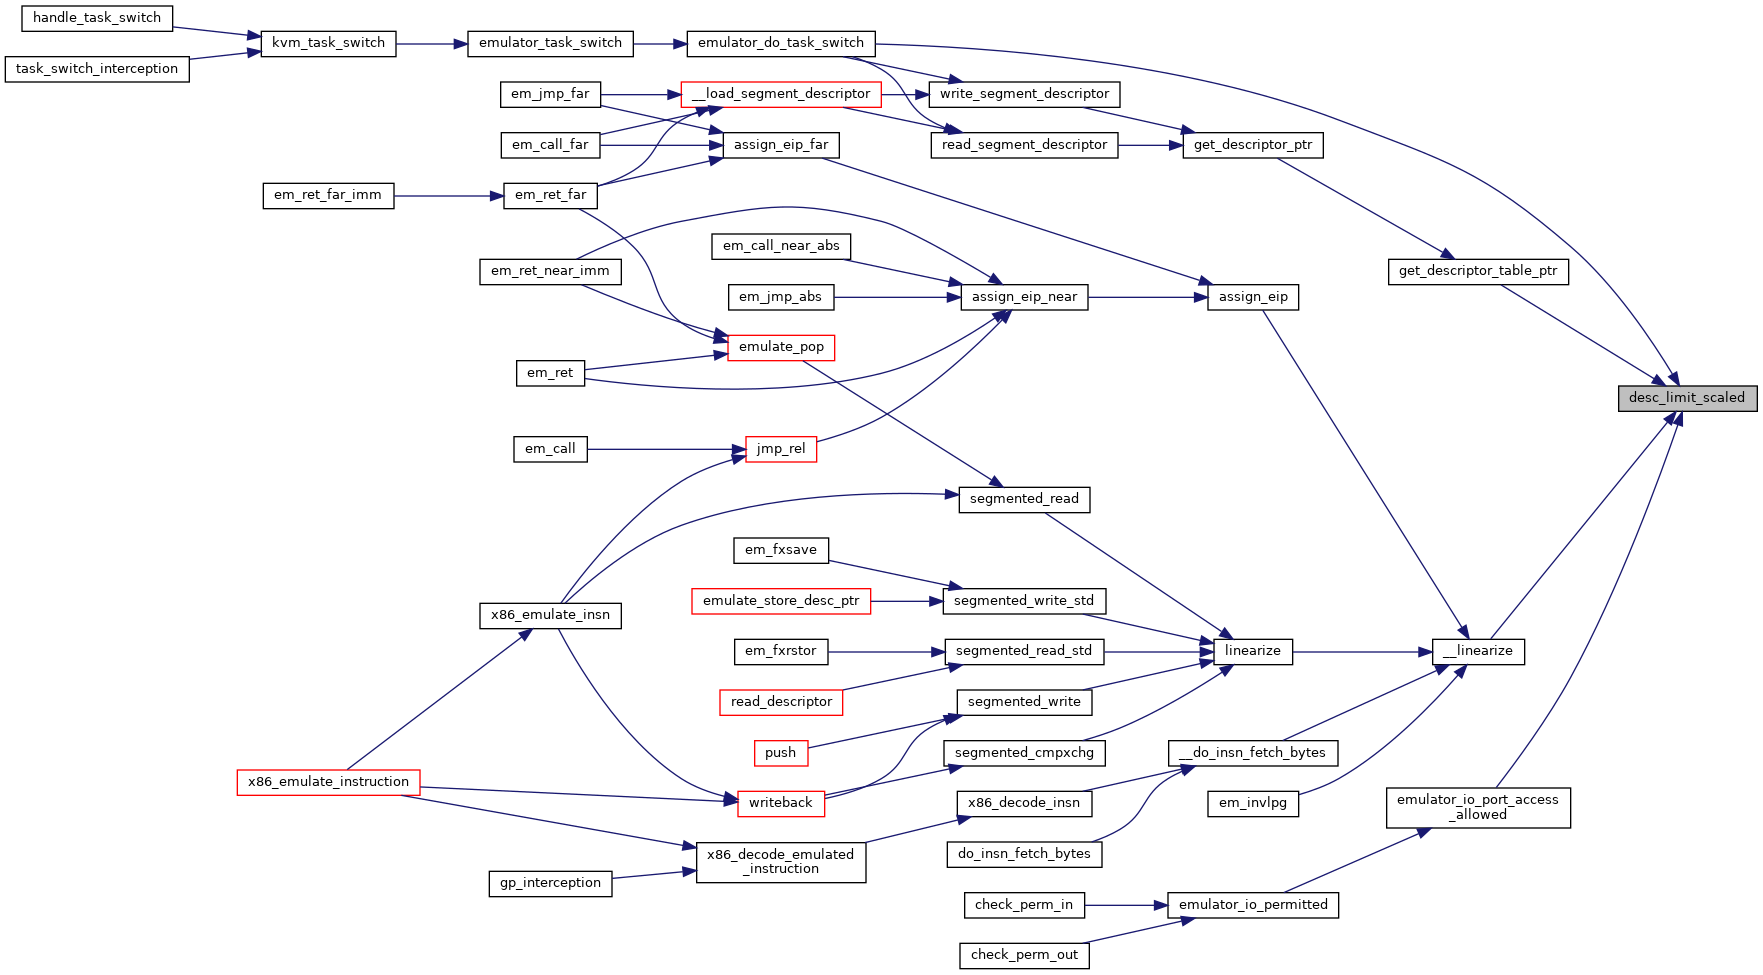 handle_task_switch
kvm_task_switch
emulator_task_switch
emulator_do_task_switch
task_switch_interception
em_jmp_far
__load_segment_descriptor
write_segment_descriptor
em_call_far
assign_eip_far
read_segment_descriptor
get_descriptor_ptr
em_ret_far_imm
em_ret_far
em_call_near_abs
em_ret_near_imm
get_descriptor_table_ptr
em_jmp_abs
assign_eip_near
assign_eip
emulate_pop
em_ret
desc_limit_scaled
em_call
jmp_rel
segmented_read
em_fxsave
emulate_store_desc_ptr
segmented_write_std
x86_emulate_insn
em_fxrstor
segmented_read_std
linearize
__linearize
read_descriptor
segmented_write
push
segmented_cmpxchg
__do_insn_fetch_bytes
x86_emulate_instruction
writeback
x86_decode_insn
em_invlpg
emulator_io_port_access
_allowed
do_insn_fetch_bytes
x86_decode_emulated
_instruction
gp_interception
check_perm_in
emulator_io_permitted
check_perm_out